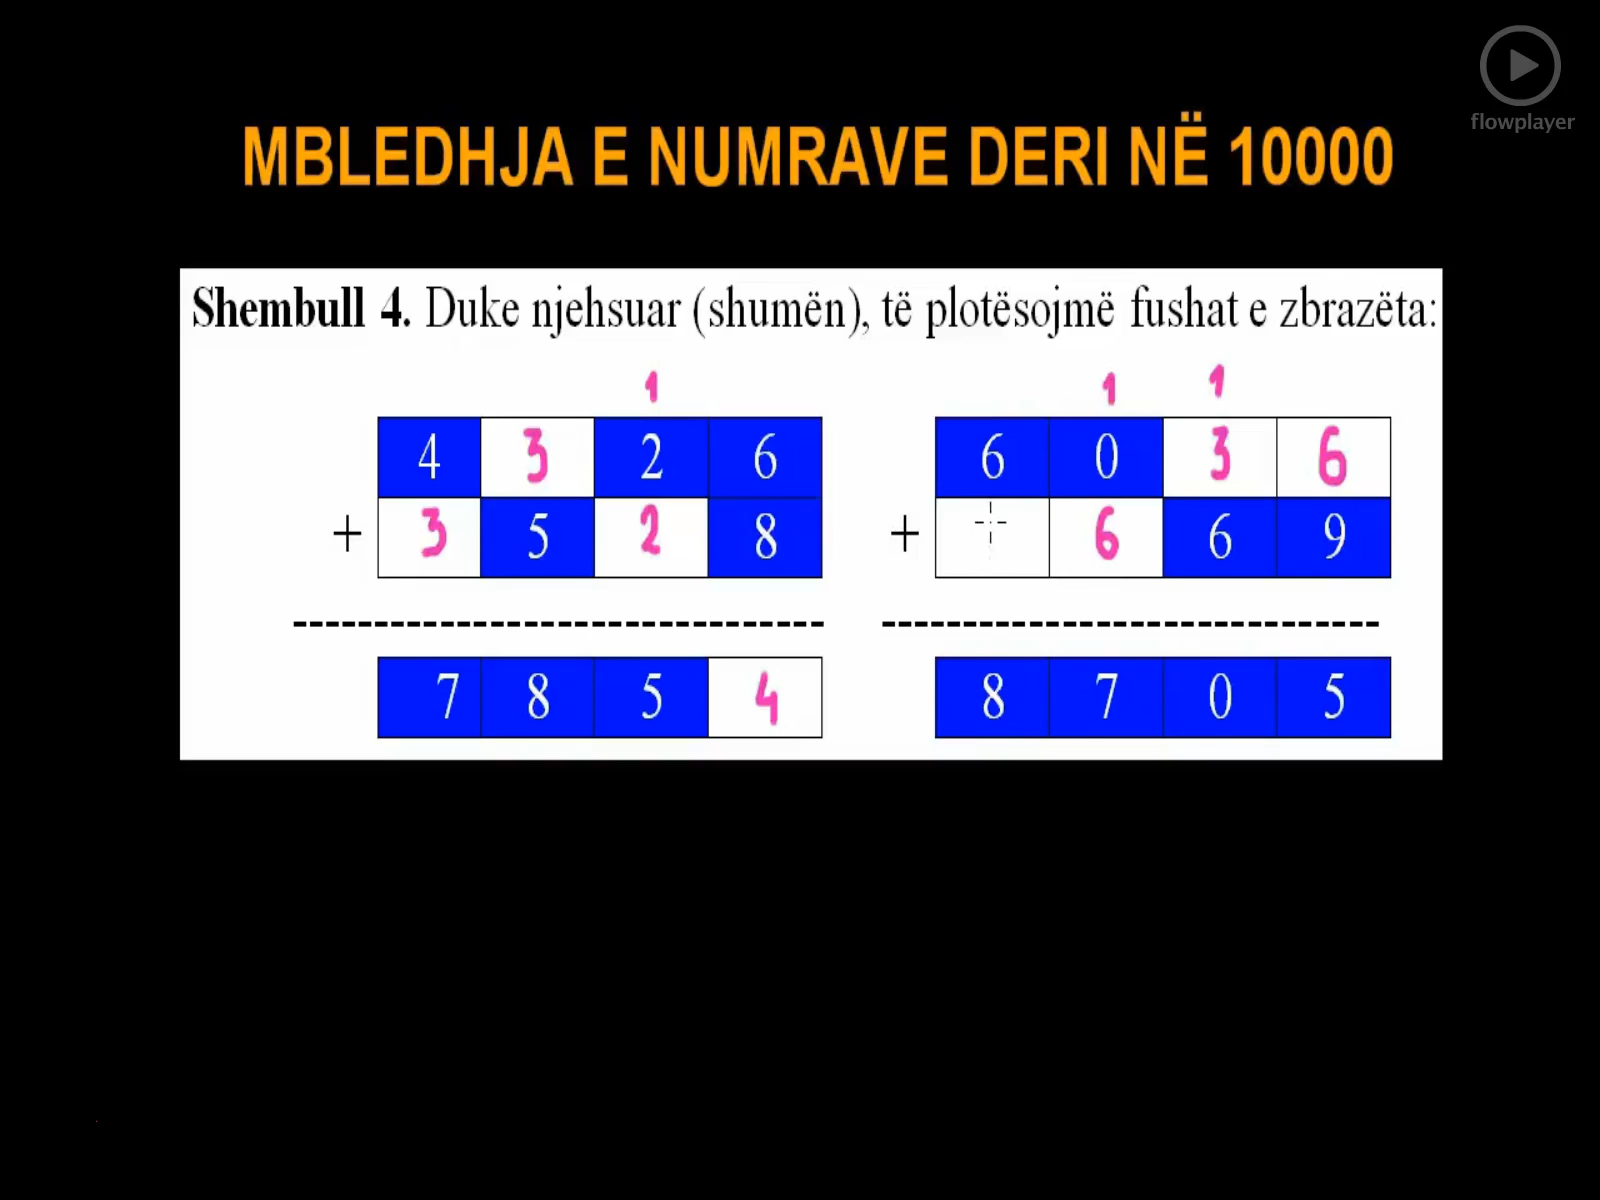 flowplayer
MBLEDHJA E NUMRAVE DERI NË 10000
Shembull 4. Duke njehsuar (shumën), të plotësojmë fushat e zbrazëta:
1
4 3 2 6
+ 3 5 2 8
7 8 5 4
1 1
6 0 3 6
+ 6 6 9
8 7 0 5